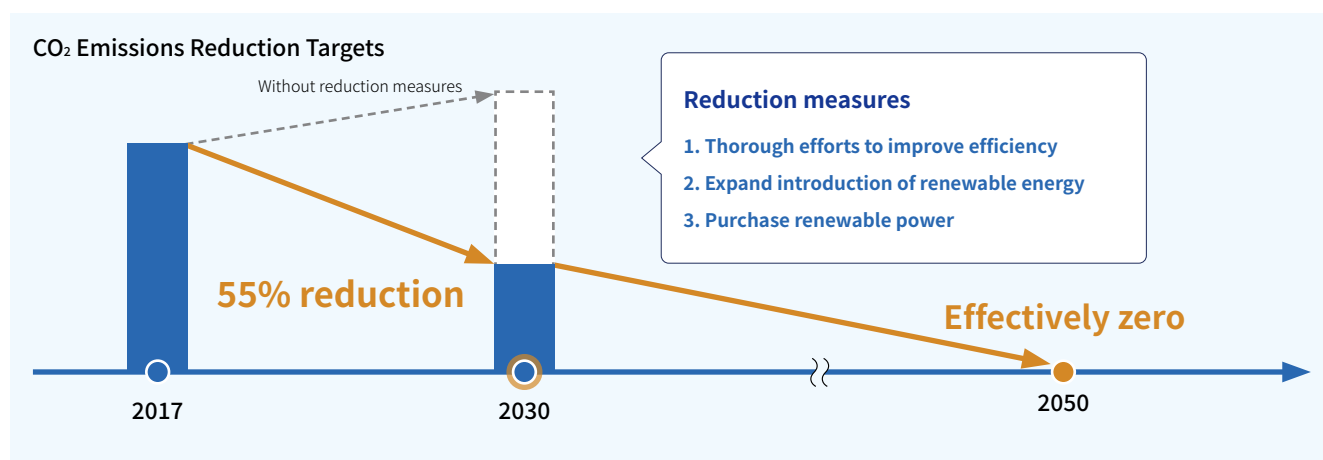 CO₂ Emissions Reduction Targets
Without reduction measures
Reduction measures
1. Thorough efforts to improve efficiency
2. Expand introduction of renewable energy
3. Purchase renewable power
55% reduction
Effectively zero
2017
2030
2050